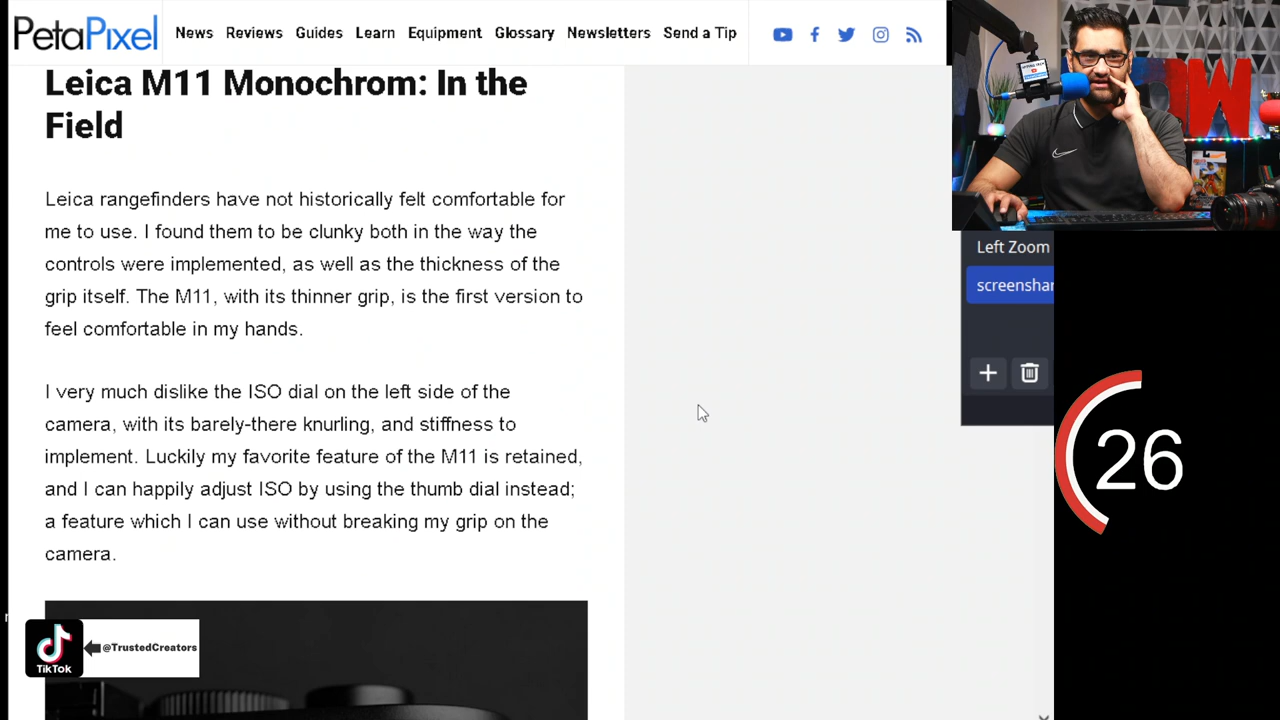 PetaPixel
News Reviews Guides Learn Equipment Glossary Newsletters Send a Tip
Leica M11 Monochrom: In the
Field
Leica rangefinders have not historically felt comfortable for
me to use. I found them to be clunky both in the way the
controls were implemented, as well as the thickness of the
grip itself. The M11, with its thinner grip, is the first version to
feel comfortable in my hands.
I very much dislike the ISO dial on the left side of the
camera, with its barely-there knurling, and stiffness to
implement. Luckily my favorite feature of the M11 is retained,
and I can happily adjust ISO by using the thumb dial instead;
a feature which I can use without breaking my grip on the
camera.
TikTok
@TrustedCreators
Left Zoom
screenshar
26